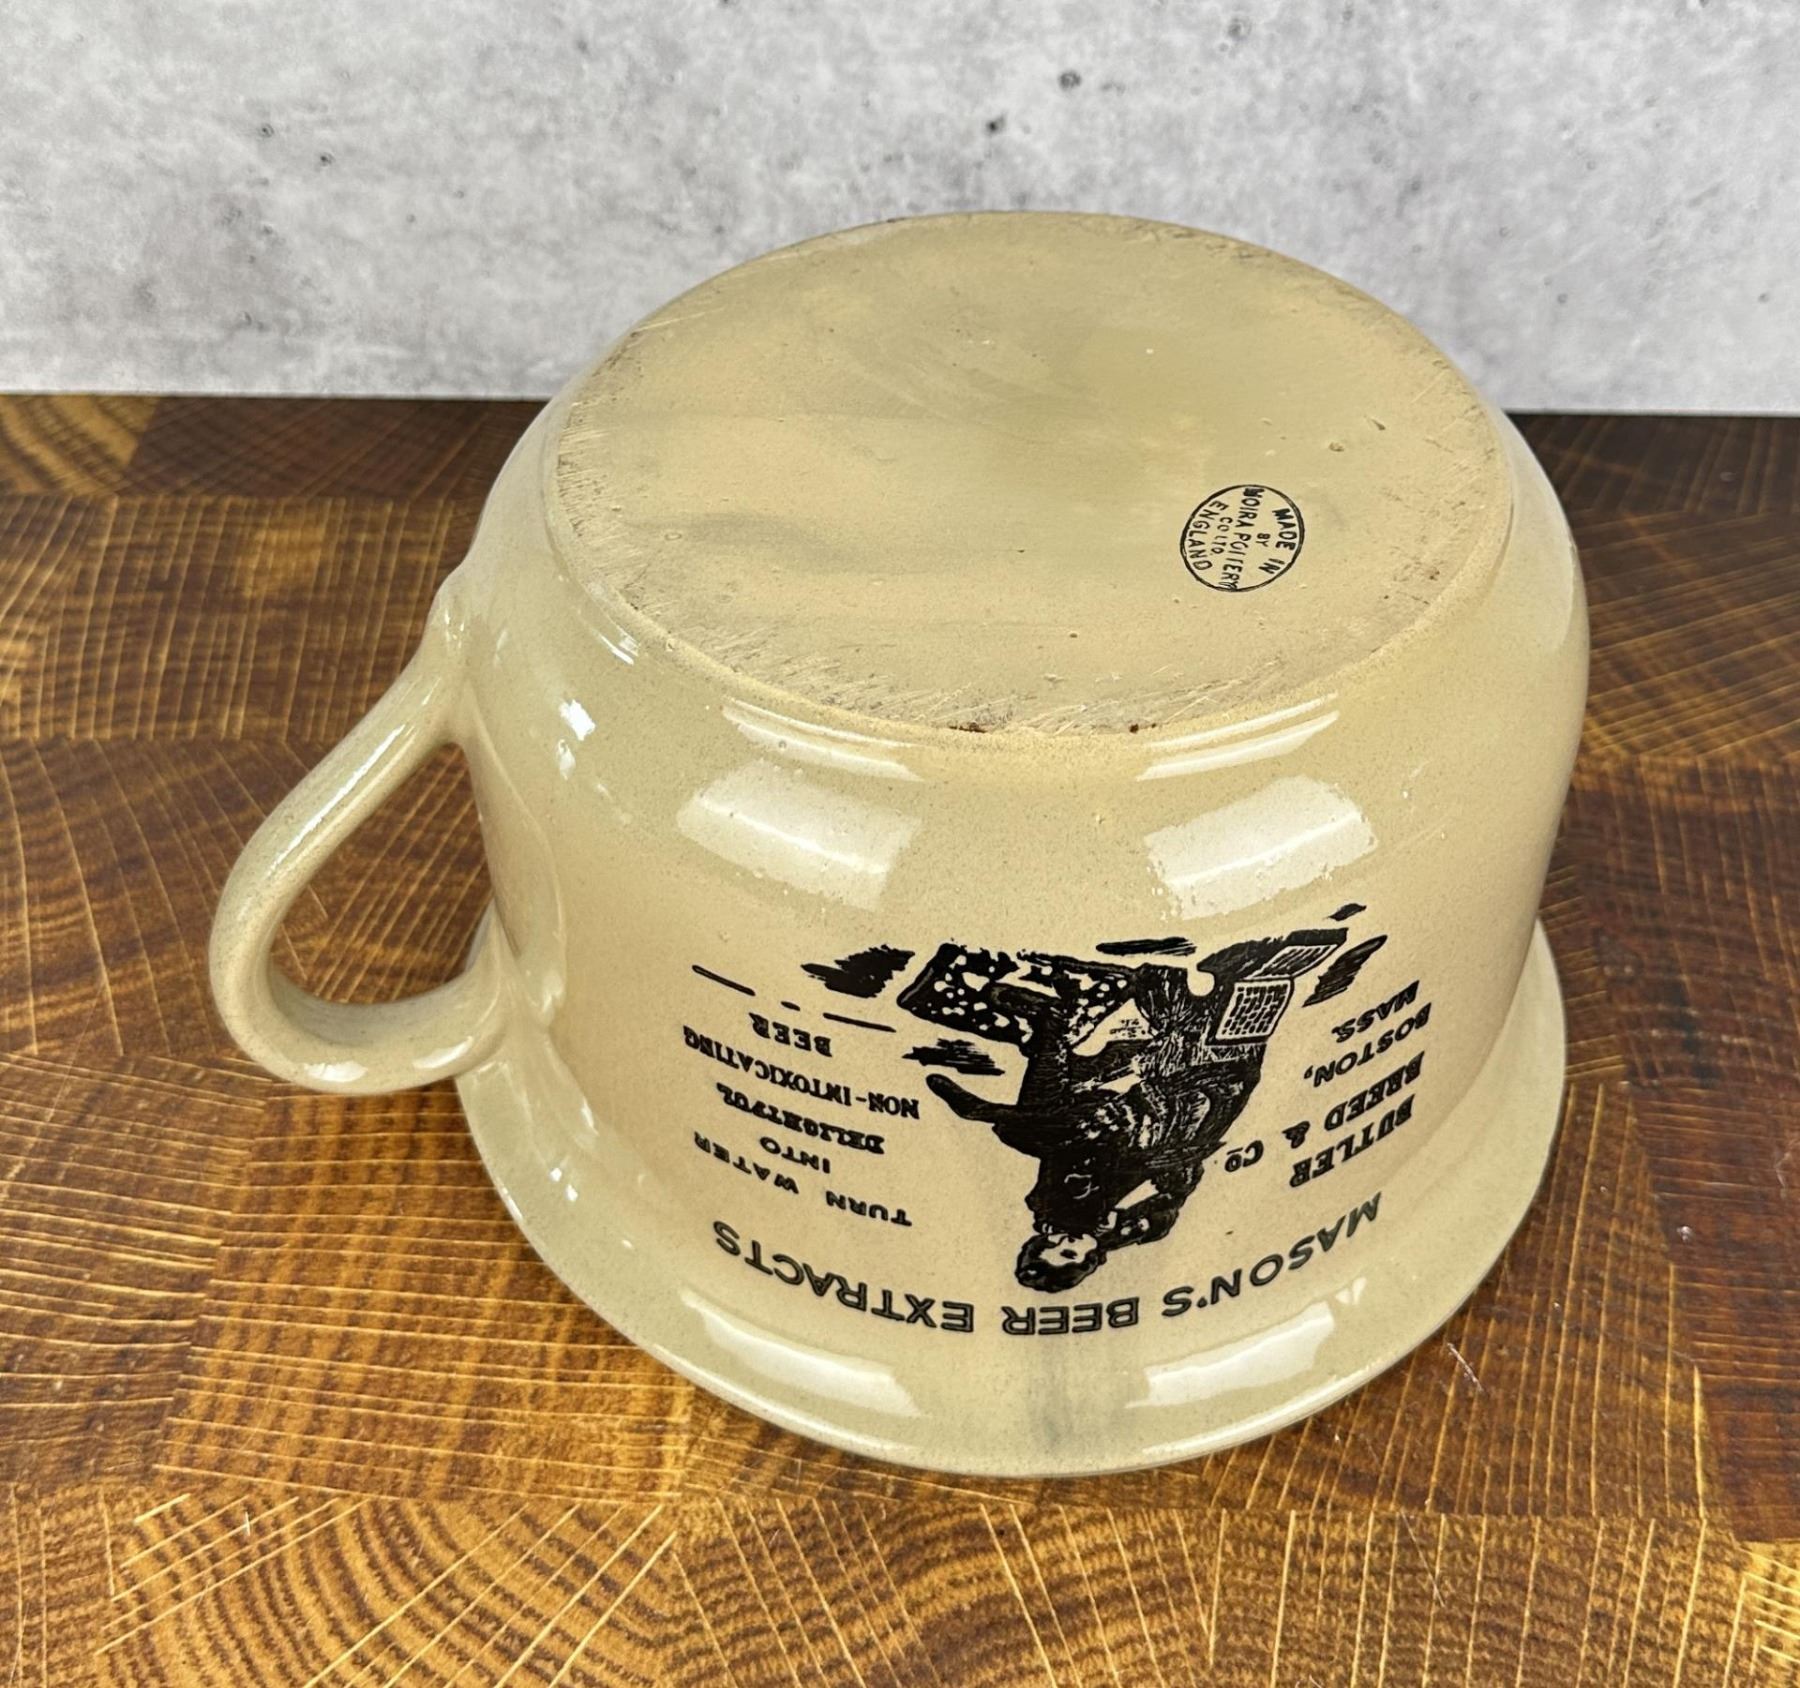 MADE IN
BY
MOIRA POTTERY
CO LTD
ENGLAND
MASON'S BEER EXTRACTS
TURN WATER
INTO
DELIGHTFUL
NON-INTOXICATING
BEER
BUTLER
BREED & Co
BOSTON,
MASS.